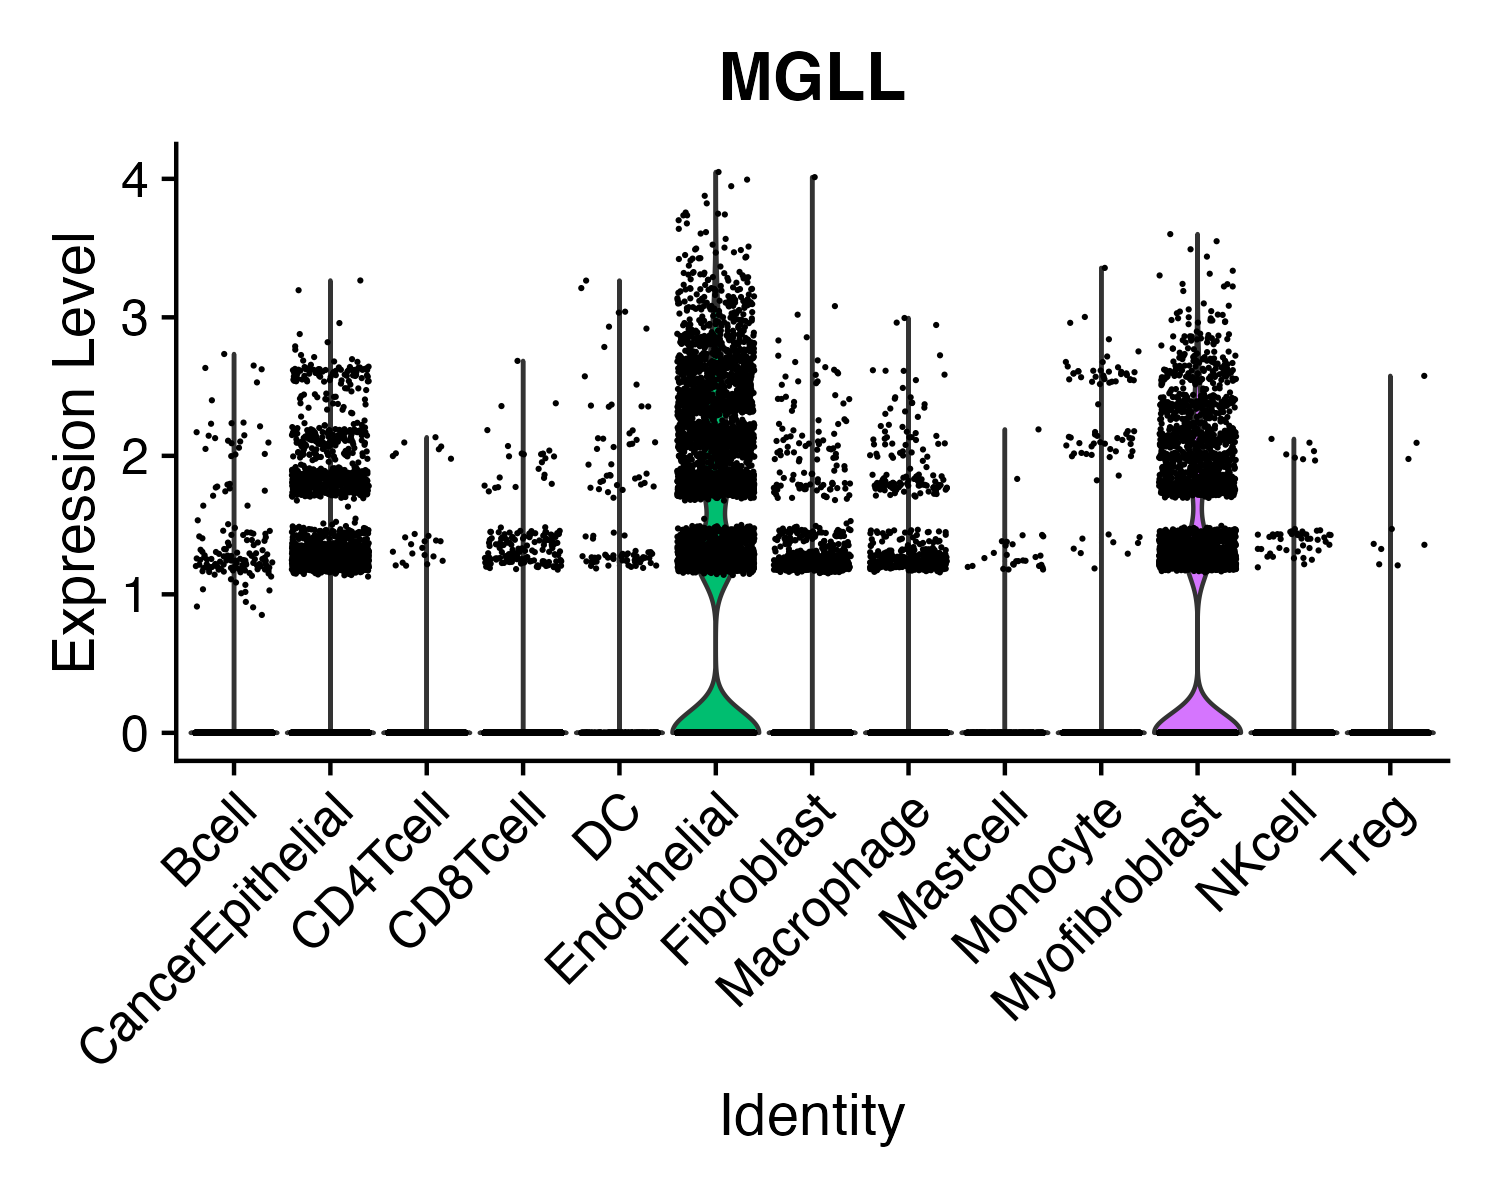 MGLL
Expression Level
4
3
2
1
0
Bcell
CancerEpithelial
CD4Tcell
CD8Tcell
DC
Endothelial
Fibroblast
Macrophage
Mastcell
Monocyte
Myofibroblast
NKcell
Treg
Identity